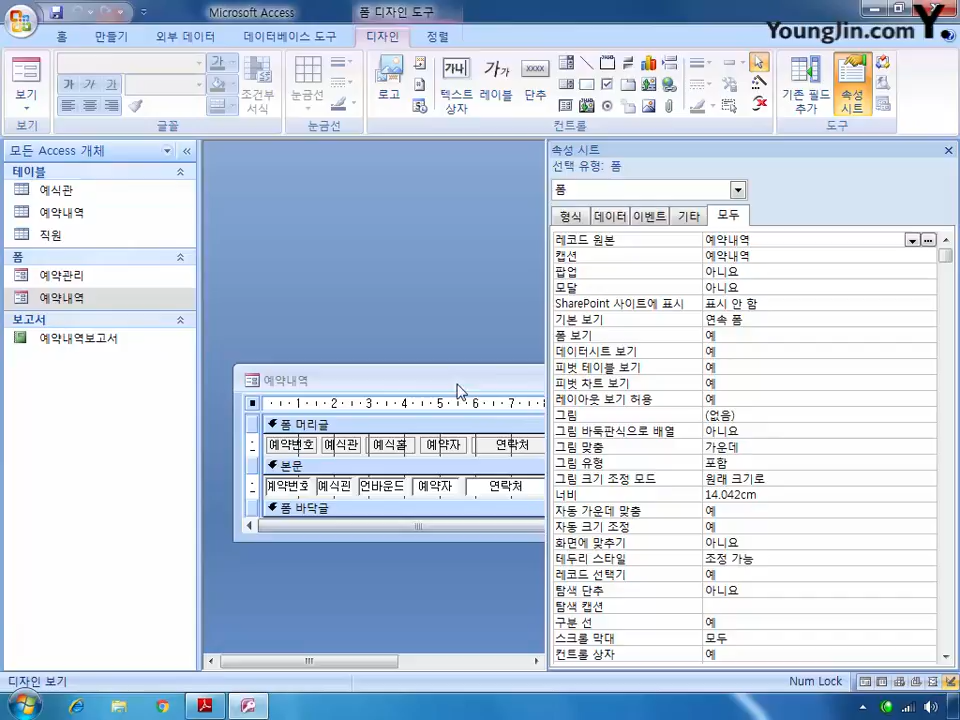 Microsoft Access
폼 디자인 도구
YoungJin.com Y
홈
만들기
외부 데이터
데이터베이스 도구
디자인
정렬
보기
보기
가
가
가
가
조건부
서식
글꼴
눈금선
눈금선
로고
가나
텍스트
상자
가가
레이블
xxxx
단추
컨트롤
기존 필드
추가
속성
시트
도구
모든 Access 개체
테이블
예식관
예약내역
직원
폼
예약관리
예약내역
보고서
예약내역보고서
예약내역
1 2 3 4 5 6 7
폼 머리글
예약번호 예식관 예식홀 예약자 연락처
본문
예약번호 예식관 언바운드 예약자 연락처
폼 바닥글
속성 시트
선택 유형: 폼
폼
형식 데이터 이벤트 기타 모두
레코드 원본 예약내역
캡션 예약내역
팝업 아니요
모달 아니요
SharePoint 사이트에 표시 표시 안 함
기본 보기 연속 폼
폼 보기 예
데이터시트 보기 예
피벗 테이블 보기 예
피벗 차트 보기 예
레이아웃 보기 허용 예
그림 (없음)
그림 바둑판식으로 배열 아니요
그림 맞춤 가운데
그림 유형 포함
그림 크기 조정 모드 원래 크기로
너비 14.042cm
자동 가운데 맞춤 예
자동 크기 조정 예
화면에 맞추기 아니요
테두리 스타일 조정 가능
레코드 선택기 예
탐색 단추 아니요
탐색 캡션
구분 선 예
스크롤 막대 모두
컨트롤 상자 예
디자인 보기
Num Lock